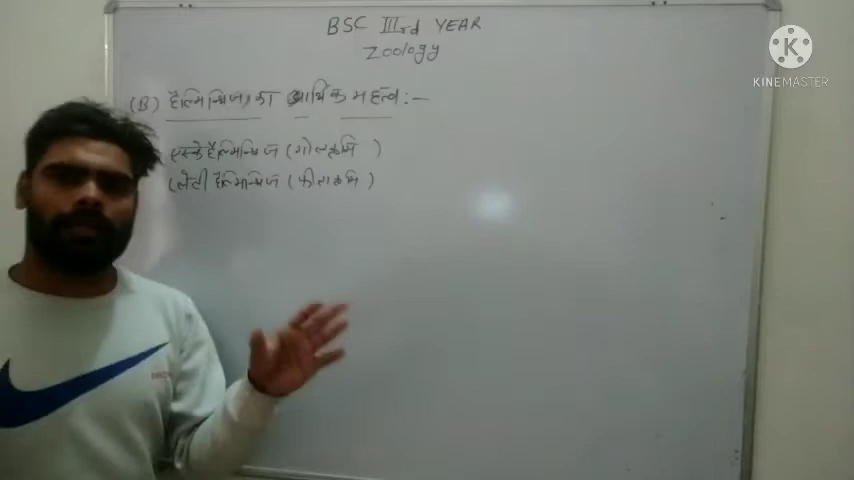 BSC IIIrd YEAR
Zoology
KINEMASTER
(B) हैल्मिन्थिज का आर्थिक महत्व :-
एस्केहैल्मिन्थिज (गोलकृमि )
(फीताकृमि )